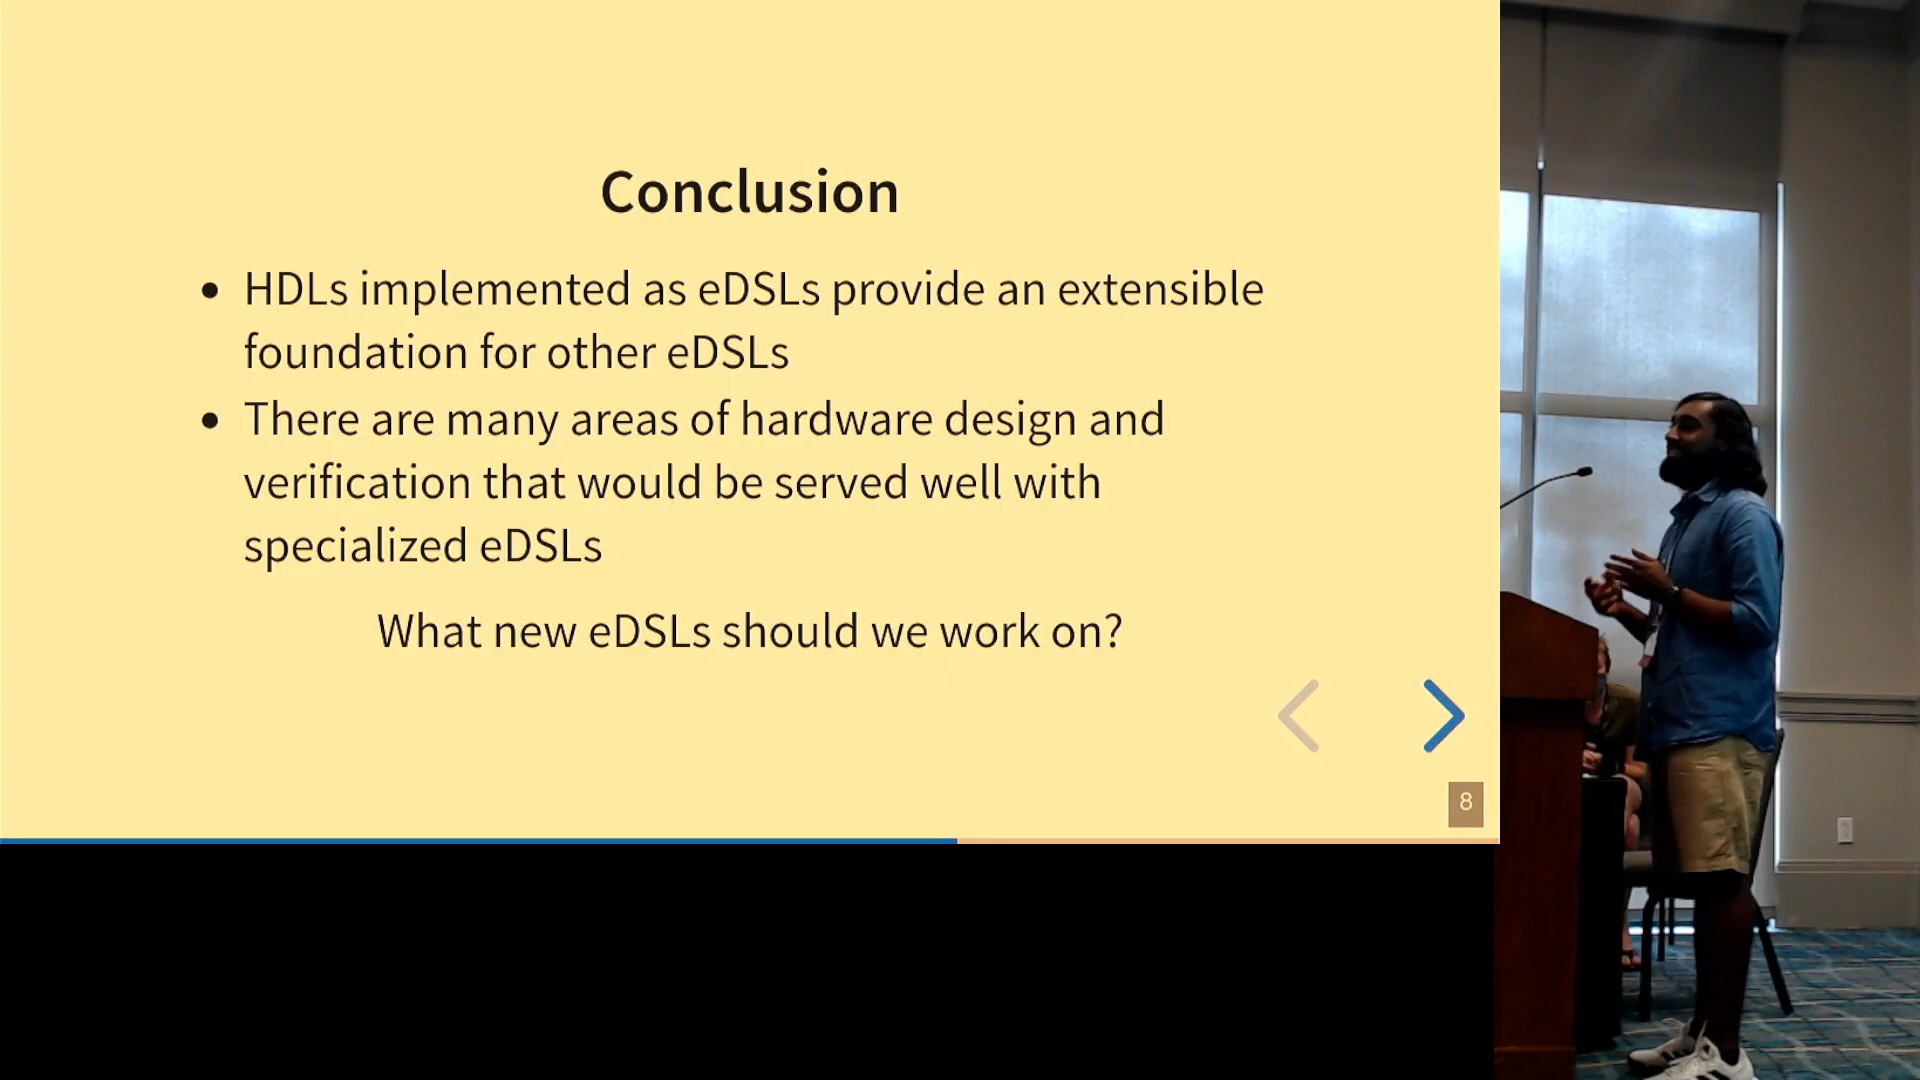 Conclusion
• HDLs implemented as eDSLs provide an extensible
foundation for other eDSLs
• There are many areas of hardware design and
verification that would be served well with
specialized eDSLs
What new eDSLs should we work on?
8